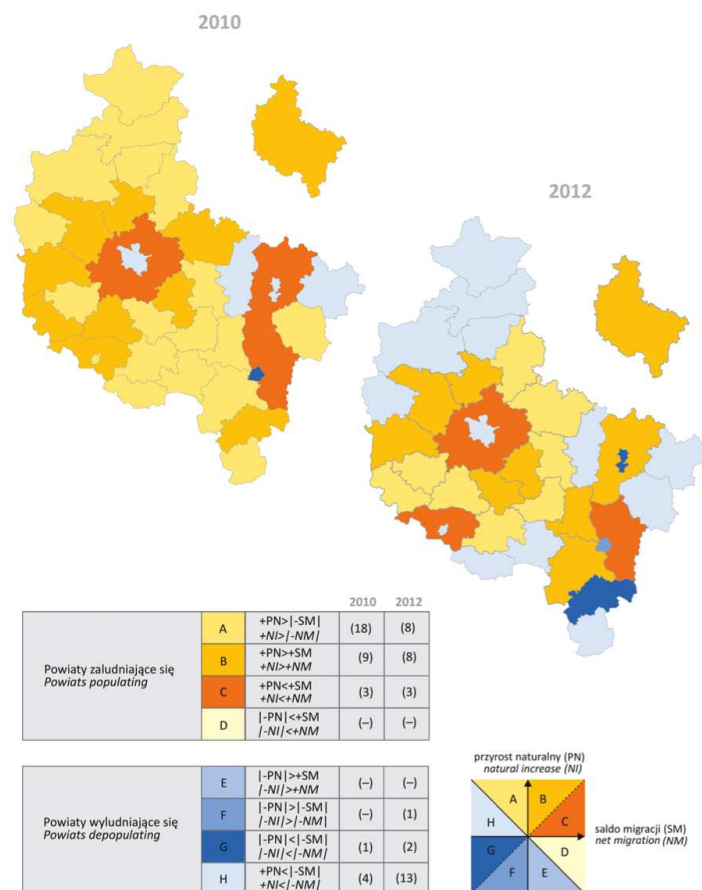 2010
2012
2010 2012
Powiaty zaludniające się
Powiats populating
A +PN>|-SM| (18) (8)
+NI>|-NM|
B +PN>+SM (9) (8)
+NI>+NM
C +PN<+SM (3) (3)
+NI<+NM
D |-PN|<+SM (–) (–)
|-NI|<+NM
Powiaty wyludniające się
Powiats depopulating
E |-PN|>+SM (–) (–)
|-NI|>+NM
F |-PN|>|-SM| (–) (1)
|-NI|>|-NM|
G |-PN|<|-SM| (1) (2)
|-NI|<|-NM|
H +PN<|-SM| (4) (13)
+NI<|-NM|
przyrost naturalny (PN)
natural increase (NI)
A B
H C
saldo migracji (SM)
net migration (NM)
G D
F E